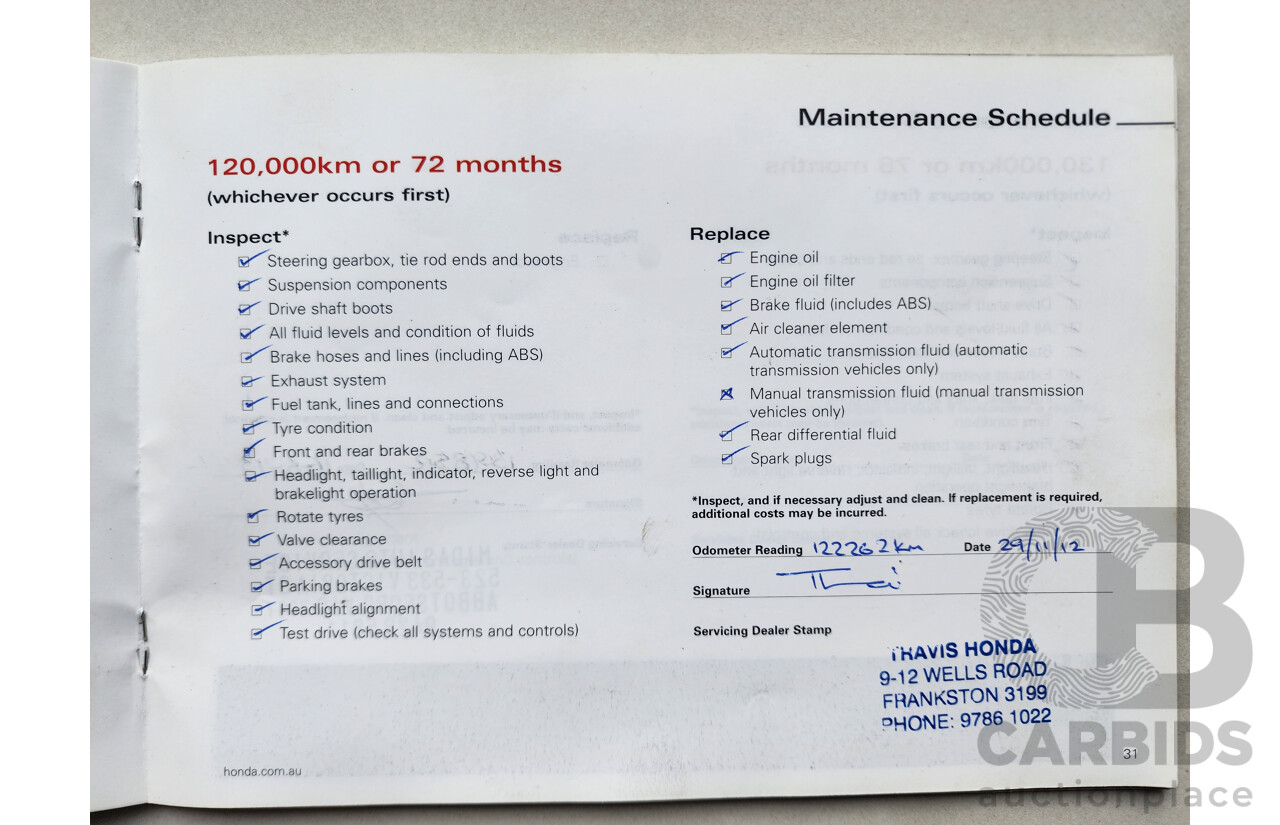 Maintenance Schedule
120,000km or 72 months
(whichever occurs first)
Inspect*
Steering gearbox, tie rod ends and boots
Suspension components
Drive shaft boots
All fluid levels and condition of fluids
Brake hoses and lines (including ABS)
Exhaust system
Fuel tank, lines and connections
Tyre condition
Front and rear brakes
Headlight, taillight, indicator, reverse light and
brakelight operation
Rotate tyres
Valve clearance
Accessory drive belt
Parking brakes
Headlight alignment
Test drive (check all systems and controls)
Replace
Engine oil
Engine oil filter
Brake fluid (includes ABS)
Air cleaner element
Automatic transmission fluid (automatic
transmission vehicles only)
Manual transmission fluid (manual transmission
vehicles only)
Rear differential fluid
Spark plugs
*Inspect, and if necessary adjust and clean. If replacement is required,
additional costs may be incurred.
Odometer Reading 122262km Date 29/11/12
Signature
Servicing Dealer Stamp
TRAVIS HONDA
9-12 WELLS ROAD
FRANKSTON 3199
PHONE: 9786 1022
honda.com.au
31
CARBIDS
auctionplace